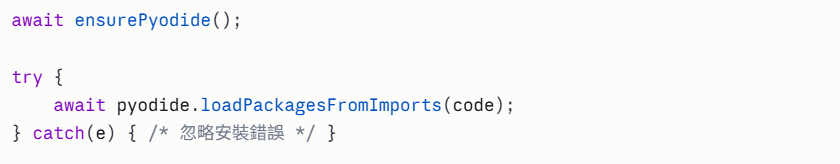 await ensurePyodide();
try {
    await pyodide.loadPackagesFromImports(code);
} catch(e) { /* 忽略安裝錯誤 */ }